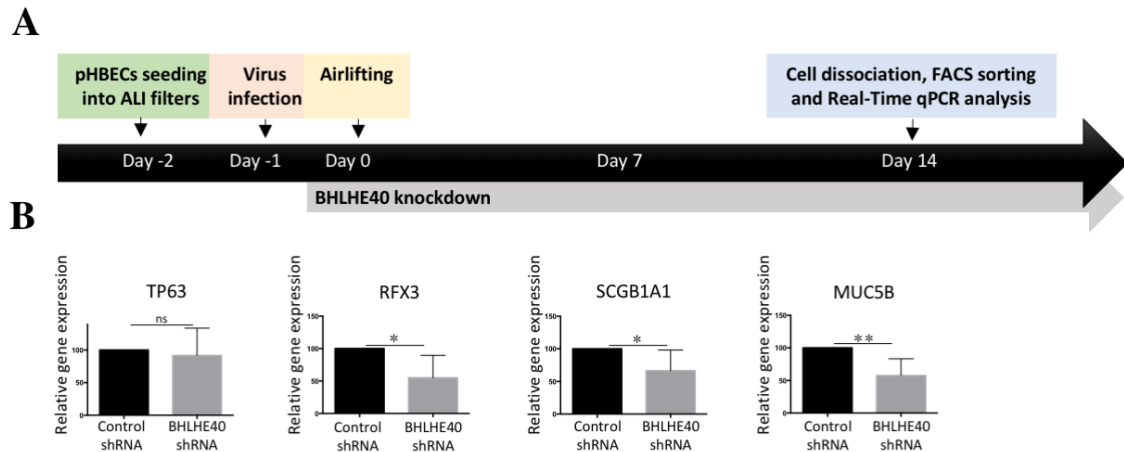 A
pHBECs seeding
into ALI filters
Virus
infection
Airlifting
Cell dissociation, FACS sorting
and Real-Time qPCR analysis
Day -2
Day -1
Day 0
Day 7
Day 14
BHLHE40 knockdown
B
TP63
Relative gene expression
100
50
0
ns
Control
shRNA
BHLHE40
shRNA
RFX3
Relative gene expression
150
100
50
0
*
Control
shRNA
BHLHE40
shRNA
SCGB1A1
Relative gene expression
150
100
50
0
*
Control
shRNA
BHLHE40
shRNA
MUC5B
Relative gene expression
150
100
50
0
**
Control
shRNA
BHLHE40
shRNA